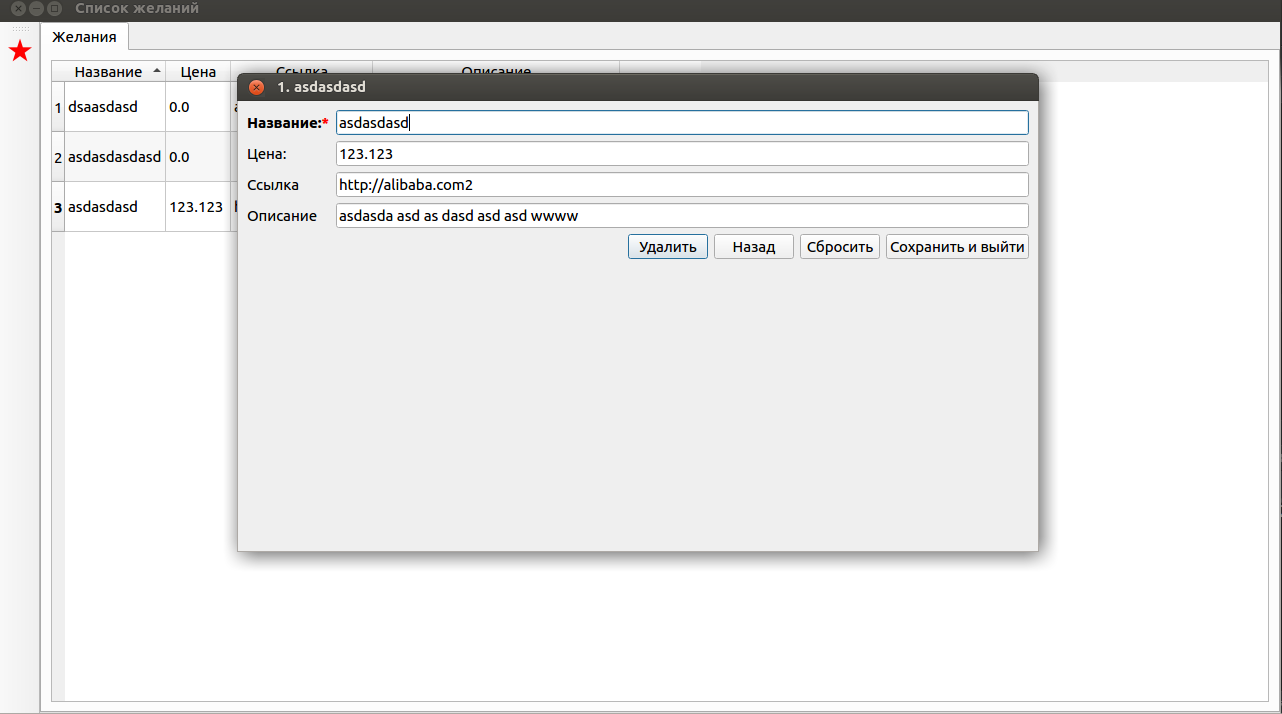 Список желаний
Желания
Название Цена Ссылка Описание
1 dsaasdasd 0.0
2 asdasdasdasd 0.0
3 asdasdasd 123.123
1. asdasdasd
Название:* asdasdasd
Цена: 123.123
Ссылка http://alibaba.com2
Описание asdasda asd as dasd asd asd wwww
Удалить Назад Сбросить Сохранить и выйти